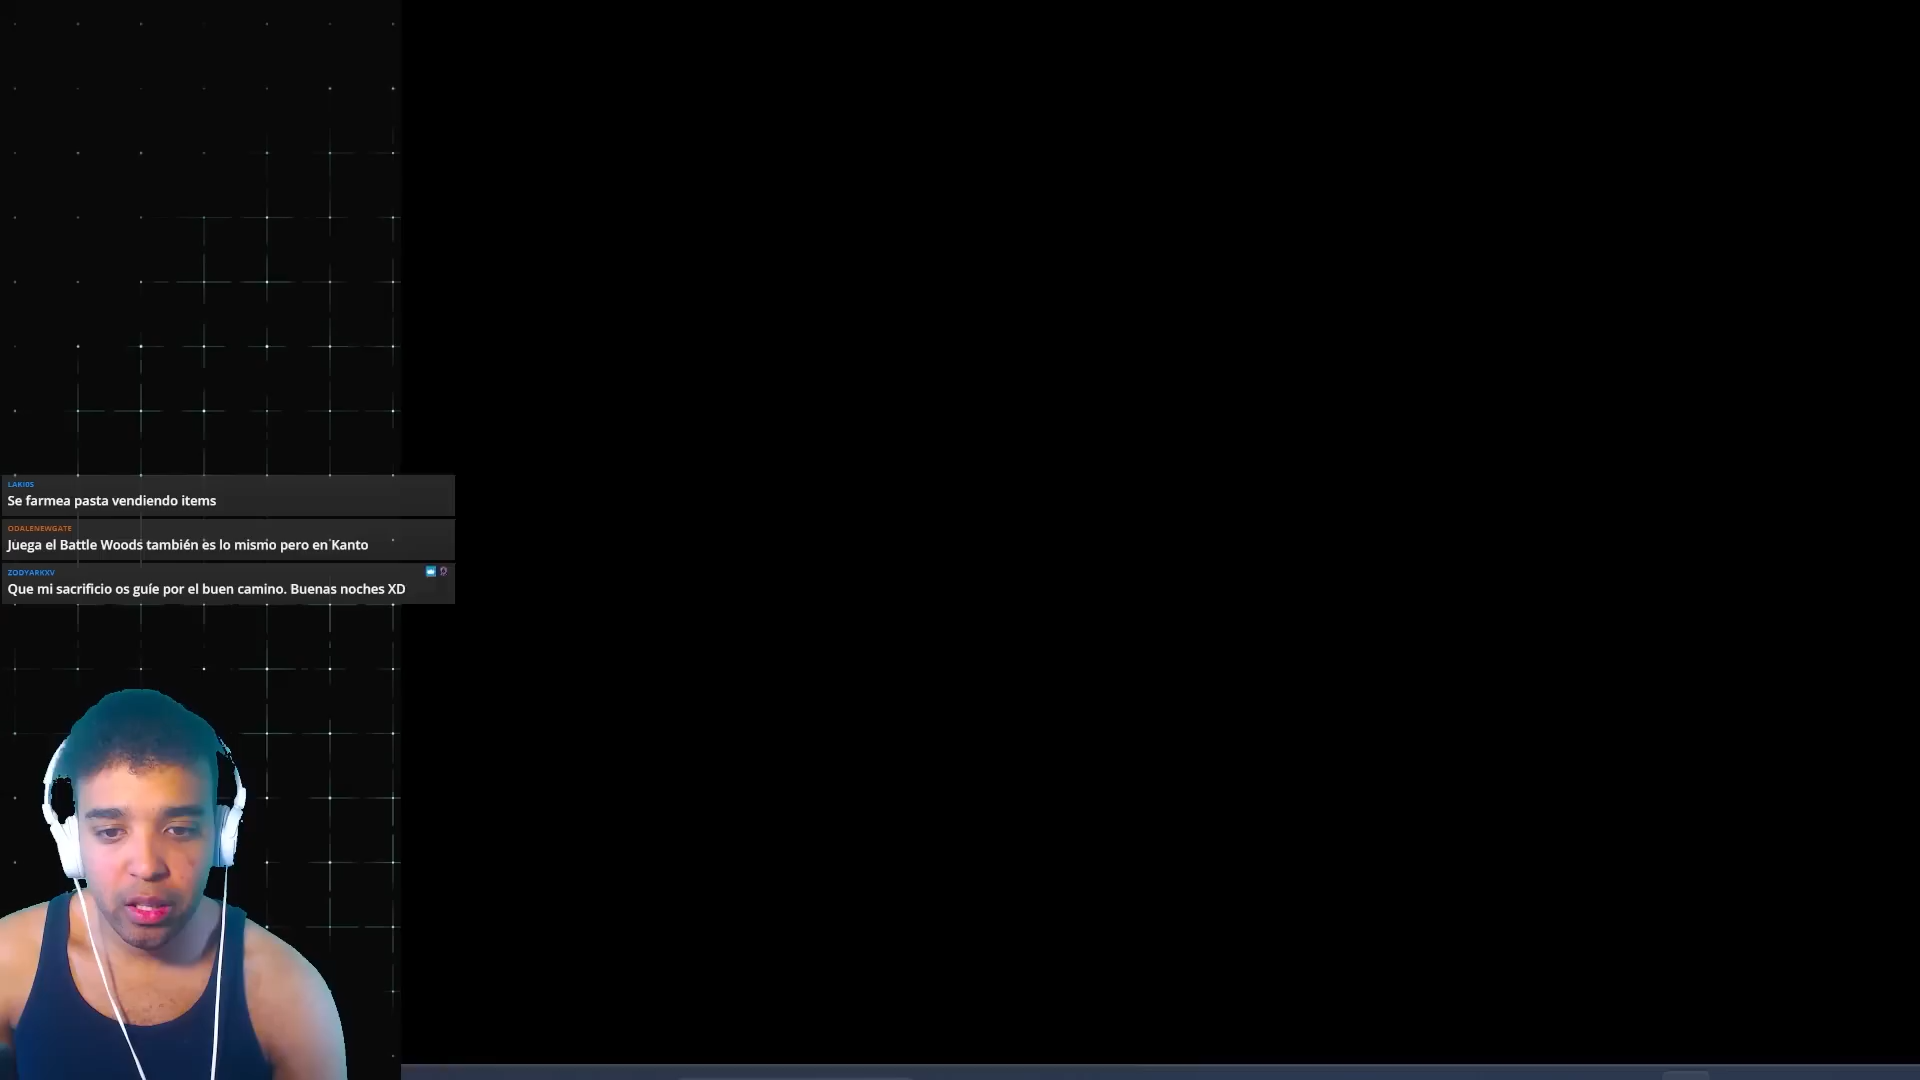 LAKI0S
Se farmea pasta vendiendo items
ODALENEWGATE
Juega el Battle Woods también es lo mismo pero en Kanto
ZODYARKXV
Que mi sacrificio os guíe por el buen camino. Buenas noches XD